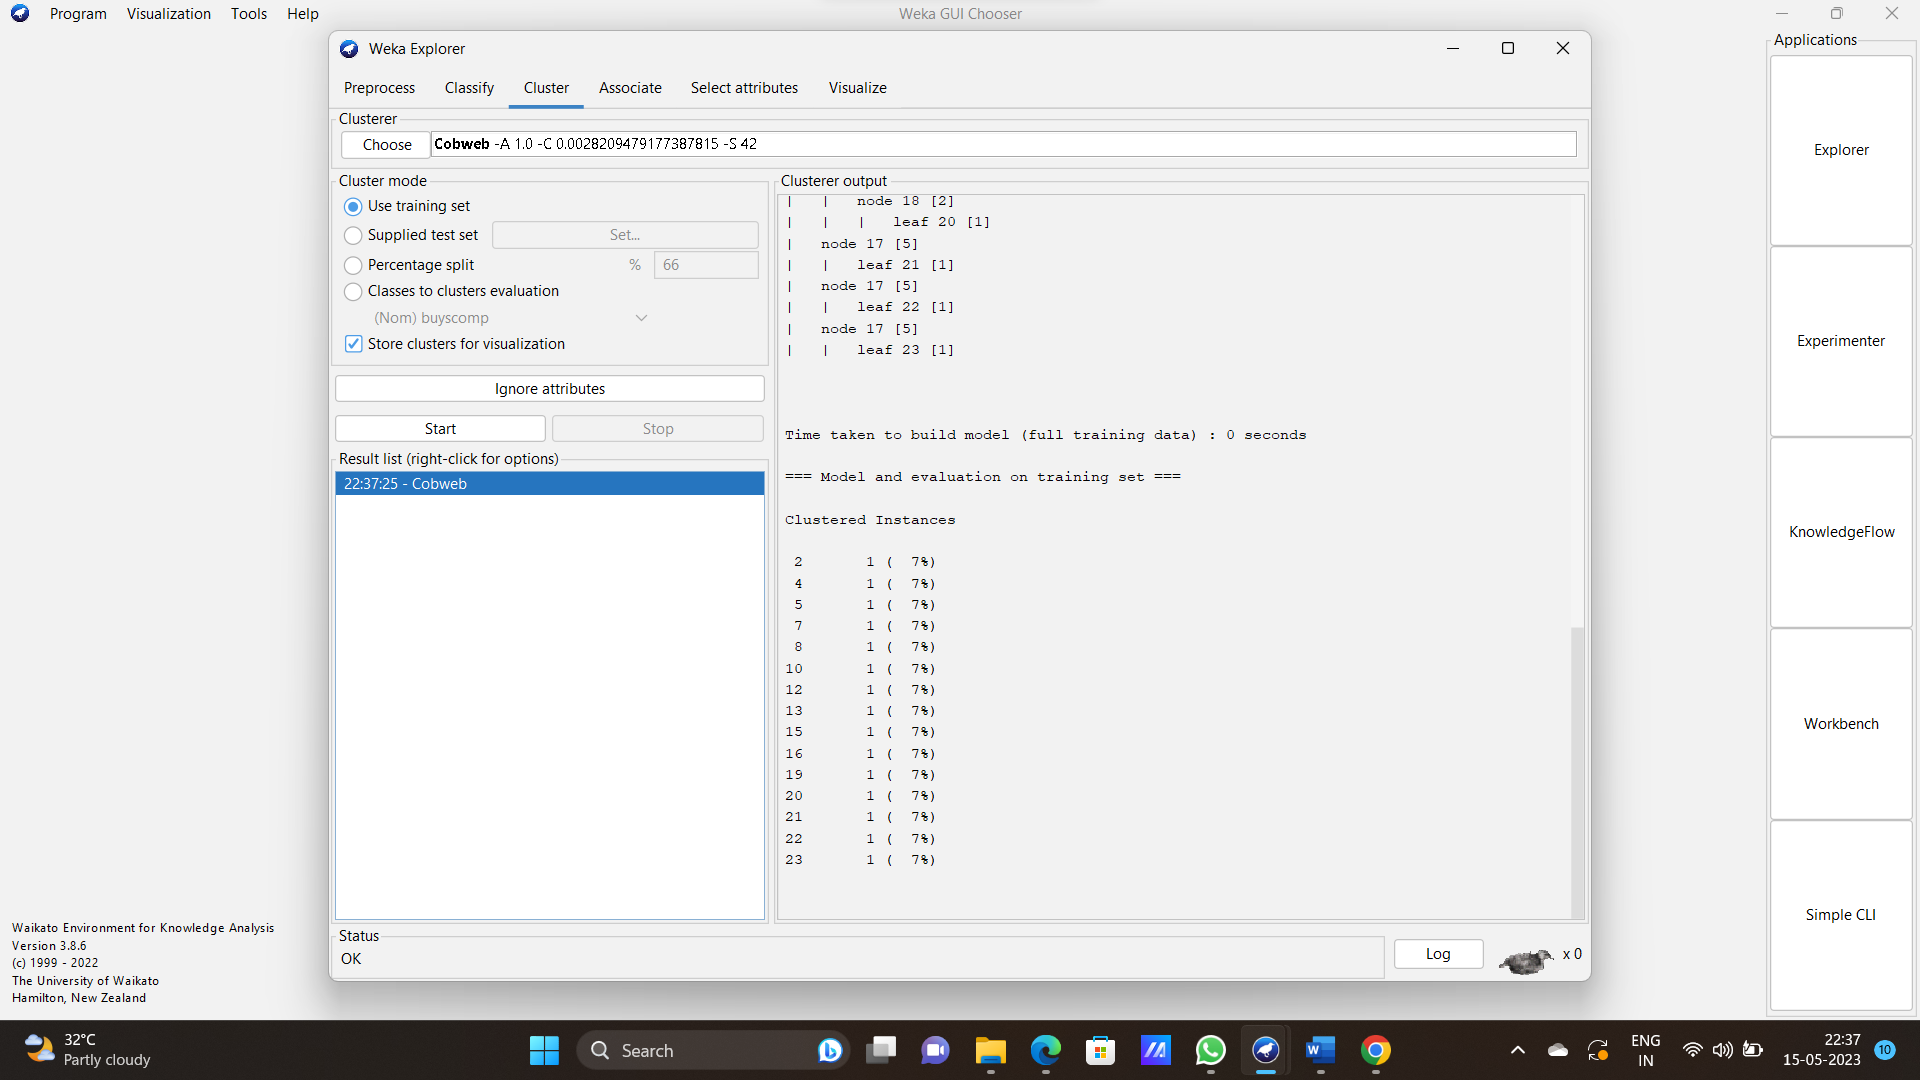 Program Visualization Tools Help
Weka GUI Chooser
Applications
Weka Explorer
Preprocess Classify Cluster Associate Select attributes Visualize
Clusterer
Choose Cobweb -A 1.0 -C 0.0028209479177387815 -S 42
Cluster mode
Use training set
Supplied test set Set...
Percentage split % 66
Classes to clusters evaluation
(Nom) buyscomp
Store clusters for visualization
Ignore attributes
Start Stop
Result list (right-click for options)
22:37:25 - Cobweb
Clusterer output
| | node 18 [2]
| | | leaf 20 [1]
| node 17 [5]
| | leaf 21 [1]
| node 17 [5]
| | leaf 22 [1]
| node 17 [5]
| | leaf 23 [1]
Time taken to build model (full training data) : 0 seconds
=== Model and evaluation on training set ===
Clustered Instances
2 1 ( 7%)
4 1 ( 7%)
5 1 ( 7%)
7 1 ( 7%)
8 1 ( 7%)
10 1 ( 7%)
12 1 ( 7%)
13 1 ( 7%)
15 1 ( 7%)
16 1 ( 7%)
19 1 ( 7%)
20 1 ( 7%)
21 1 ( 7%)
22 1 ( 7%)
23 1 ( 7%)
Status
OK
Log
x 0
Explorer
Experimenter
KnowledgeFlow
Workbench
Simple CLI
Waikato Environment for Knowledge Analysis
Version 3.8.6
(c) 1999 - 2022
The University of Waikato
Hamilton, New Zealand
32°C
Partly cloudy
Search
W
ENG
IN
22:37
15-05-2023
10